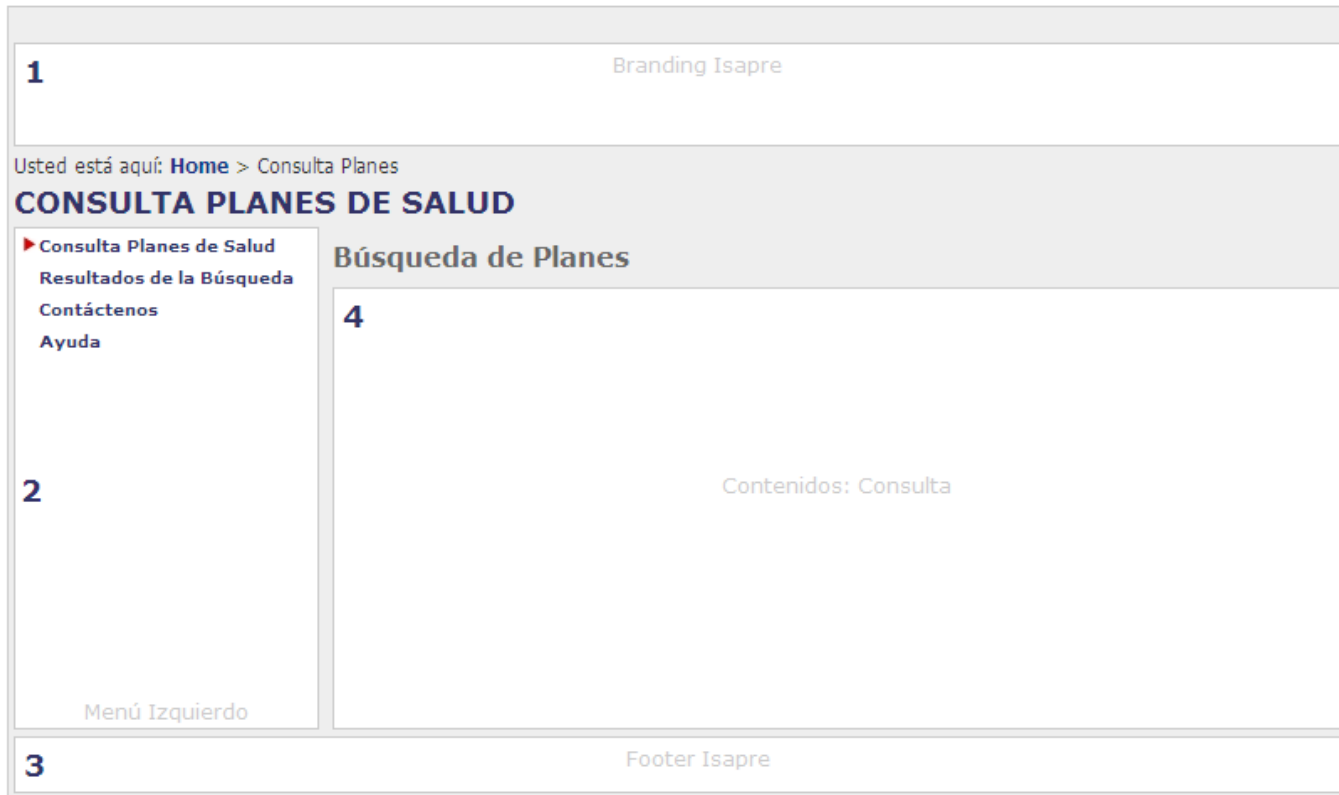 1
Branding Isapre
Usted está aquí: Home > Consulta Planes
CONSULTA PLANES DE SALUD
Consulta Planes de Salud
Resultados de la Búsqueda
Contáctenos
Ayuda
2
Menú Izquierdo
Búsqueda de Planes
4
Contenidos: Consulta
3
Footer Isapre